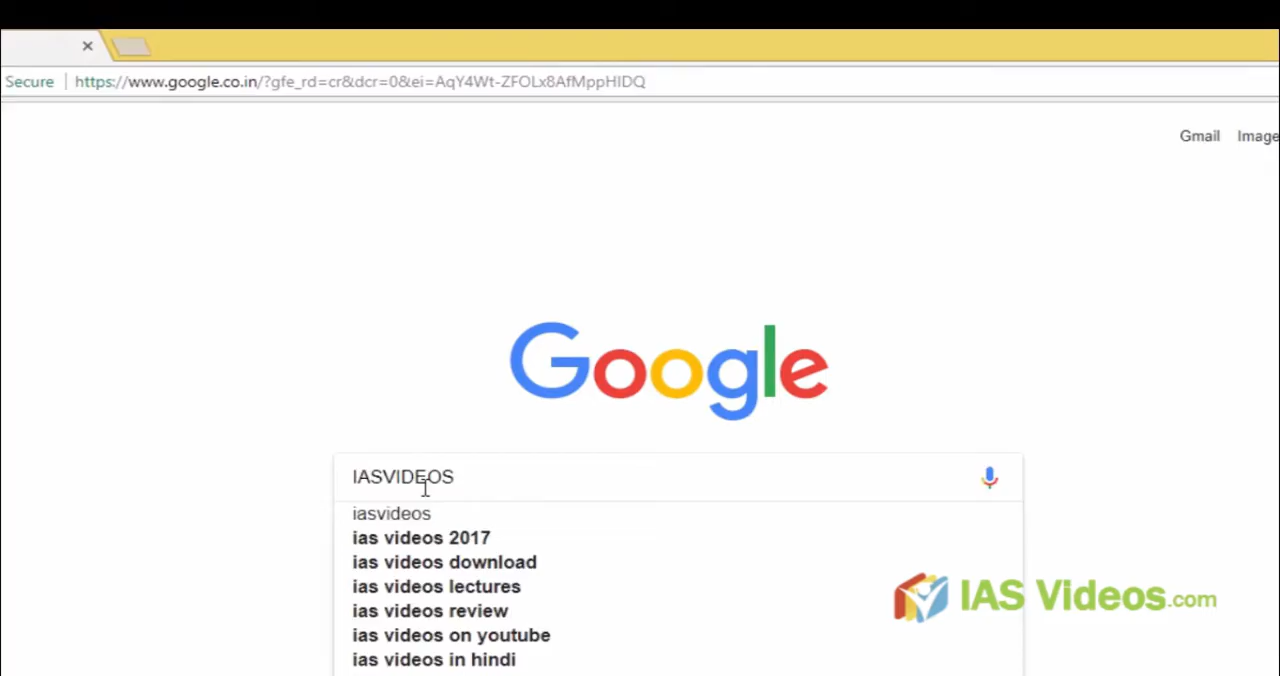 Secure https://www.google.co.in/?gfe_rd=cr&dcr=0&ei=AqY4Wt-ZFOLx8AfMppHIDQ
Gmail Image
Google
IASVIDEOS
iasvideos
ias videos 2017
ias videos download
ias videos lectures
ias videos review
IAS Videos.com
ias videos on youtube
ias videos in hindi